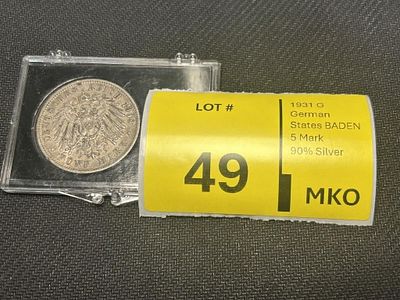 LOT #
49
1931 G
German
States BADEN
5 Mark
90% Silver
MKO